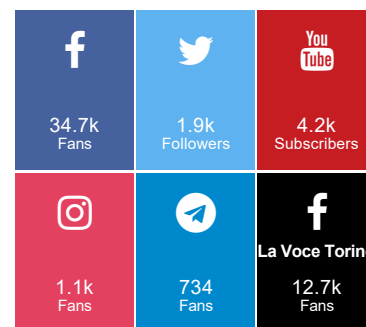 You
Tube
34.7k
Fans
1.9k
Followers
4.2k
Subscribers
La Voce Torin
1.1k
Fans
734
Fans
12.7k
Fans